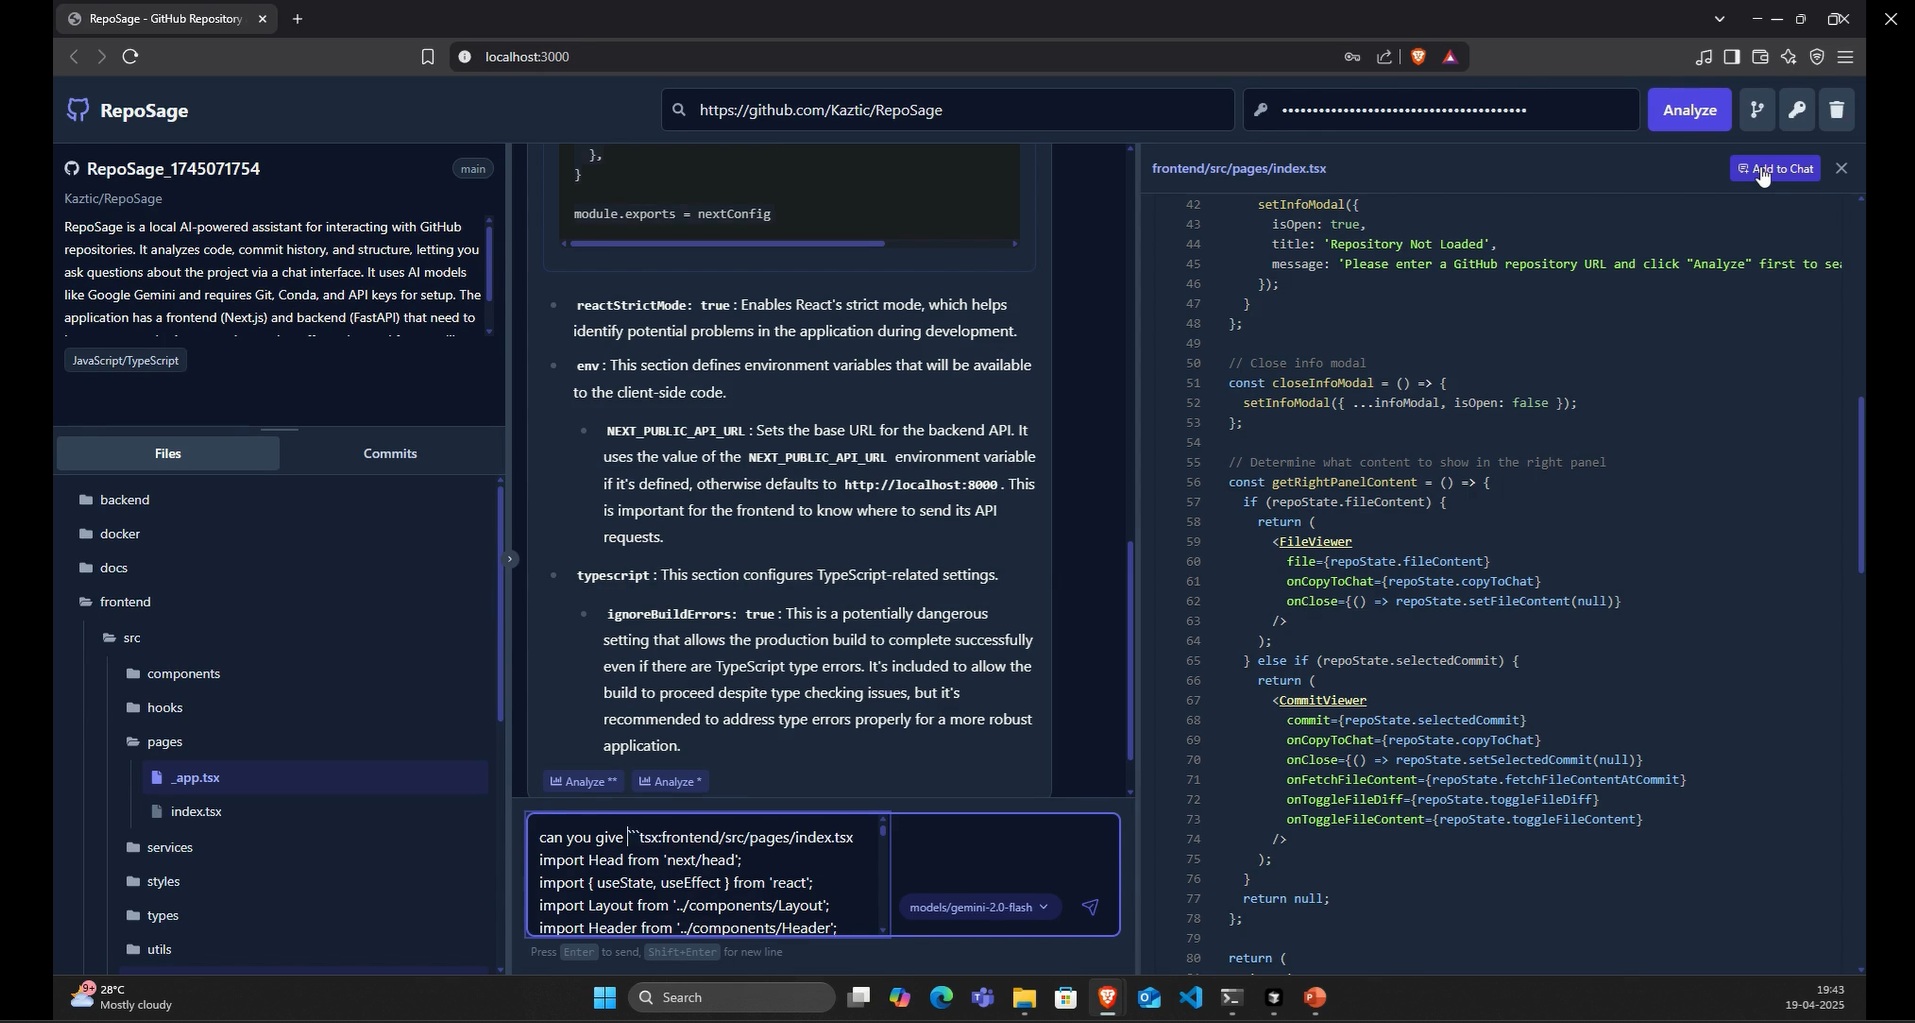 RepoSage - GitHub Repository
localhost:3000
RepoSage
https://github.com/Kaztic/RepoSage
••••••••••••••••••••••••••••••••••••••••
Analyze
RepoSage_1745071754
main
Kaztic/RepoSage
RepoSage is a local AI-powered assistant for interacting with GitHub
repositories. It analyzes code, commit history, and structure, letting you
ask questions about the project via a chat interface. It uses AI models
like Google Gemini and requires Git, Conda, and API keys for setup. The
application has a frontend (Next.js) and backend (FastAPI) that need to
JavaScript/TypeScript
Files
Commits
backend
docker
docs
frontend
src
components
hooks
pages
_app.tsx
index.tsx
services
styles
types
utils
},
}
module.exports = nextConfig
reactStrictMode: true : Enables React's strict mode, which helps
identify potential problems in the application during development.
env : This section defines environment variables that will be available
to the client-side code.
NEXT_PUBLIC_API_URL : Sets the base URL for the backend API. It
uses the value of the NEXT_PUBLIC_API_URL environment variable
if it's defined, otherwise defaults to http://localhost:8000 . This
is important for the frontend to know where to send its API
requests.
typescript : This section configures TypeScript-related settings.
ignoreBuildErrors: true : This is a potentially dangerous
setting that allows the production build to complete successfully
even if there are TypeScript type errors. It's included to allow the
build to proceed despite type checking issues, but it's
recommended to address type errors properly for a more robust
application.
Analyze **
Analyze *
can you give ```tsx:frontend/src/pages/index.tsx
import Head from 'next/head';
import { useState, useEffect } from 'react';
import Layout from '../components/Layout';
import Header from '../components/Header';
models/gemini-2.0-flash
Press Enter to send, Shift+Enter for new line
frontend/src/pages/index.tsx
Add to Chat
42 setInfoModal({
43 isOpen: true,
44 title: 'Repository Not Loaded',
45 message: 'Please enter a GitHub repository URL and click "Analyze" first to
46 });
47 }
48 };
49
50 // Close info modal
51 const closeInfoModal = () => {
52 setInfoModal({ ...infoModal, isOpen: false });
53 };
54
55 // Determine what content to show in the right panel
56 const getRightPanelContent = () => {
57 if (repoState.fileContent) {
58 return (
59 <FileViewer
60 file={repoState.fileContent}
61 onCopyToChat={repoState.copyToChat}
62 onClose={() => repoState.setFileContent(null)}
63 />
64 );
65 } else if (repoState.selectedCommit) {
66 return (
67 <CommitViewer
68 commit={repoState.selectedCommit}
69 onCopyToChat={repoState.copyToChat}
70 onClose={() => repoState.setSelectedCommit(null)}
71 onFetchFileContent={repoState.fetchFileContentAtCommit}
72 onToggleFileDiff={repoState.toggleFileDiff}
73 onToggleFileContent={repoState.toggleFileContent}
74 />
75 );
76 }
77 return null;
78 };
79
80 return (
9+
28°C
Mostly cloudy
Search
19:43
19-04-2025